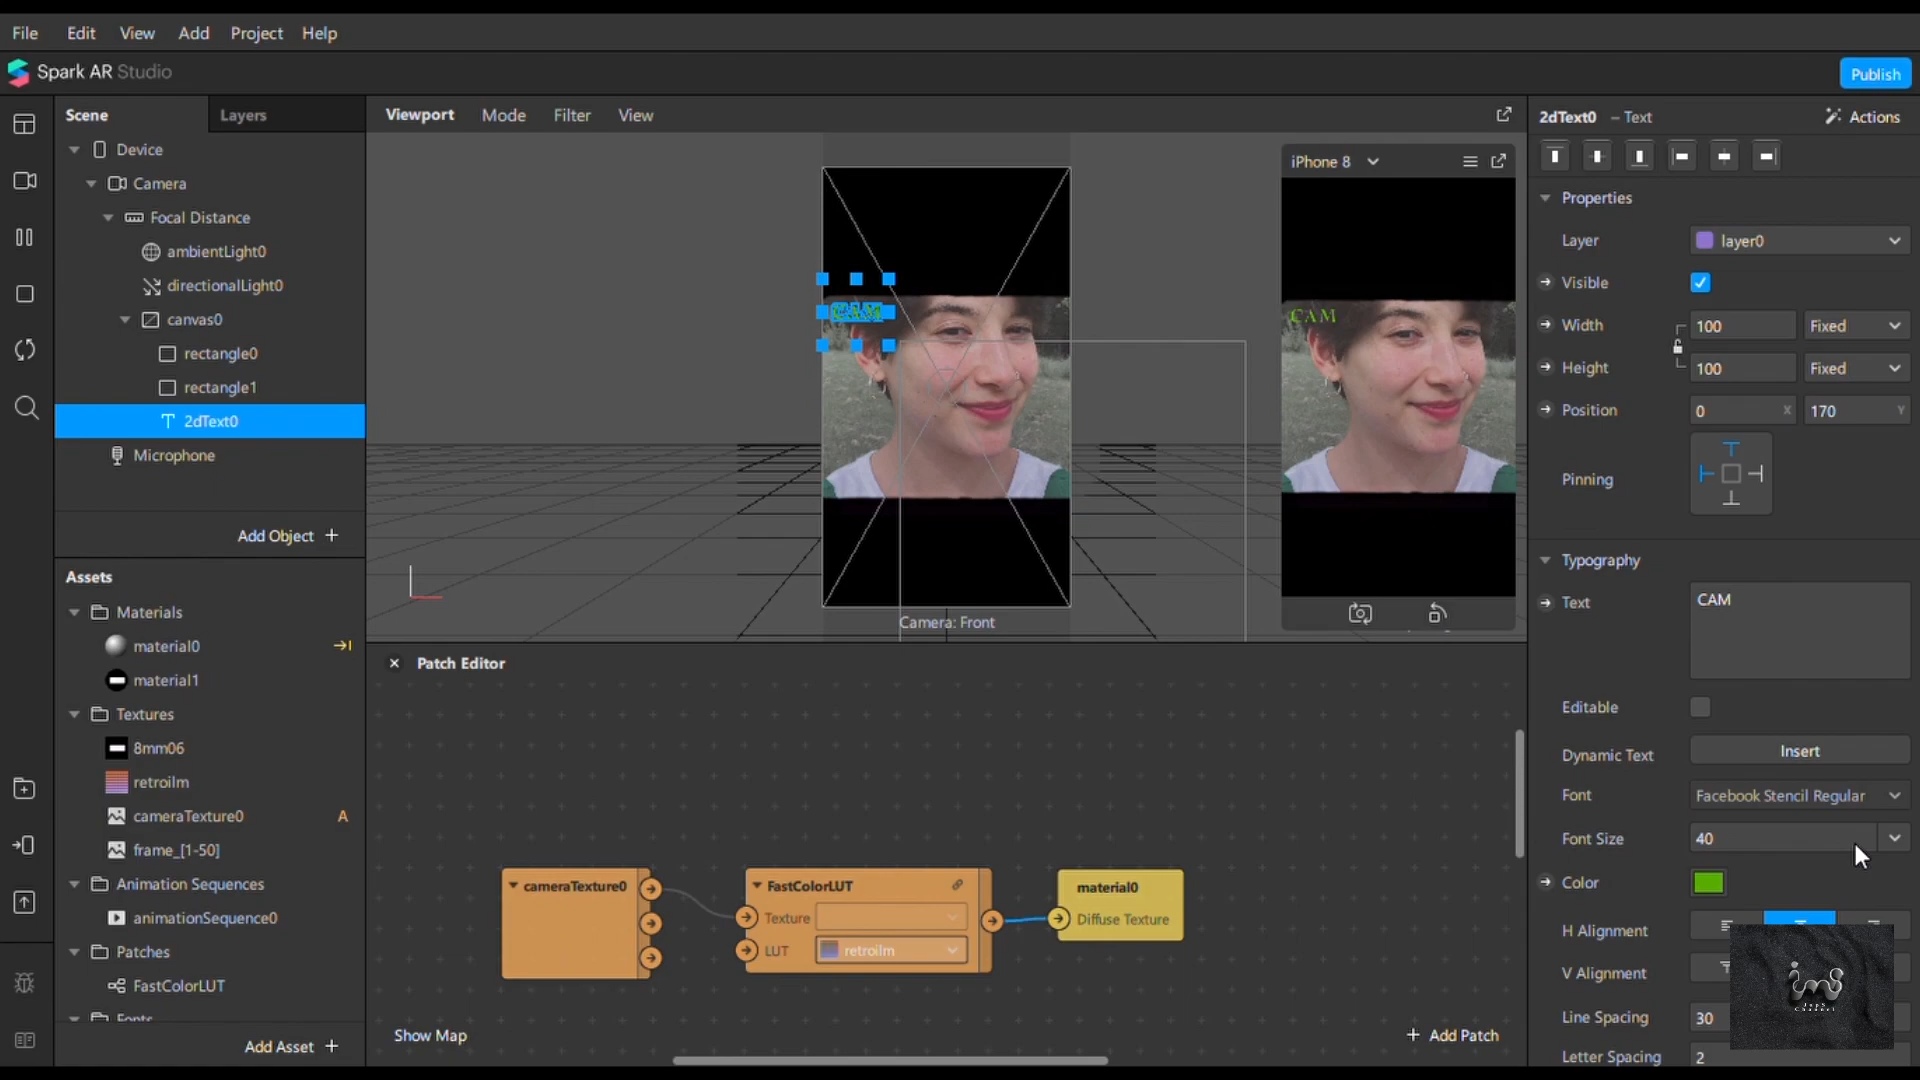 File Edit View Add Project Help
Spark AR Studio
Publish
Scene
Layers
Device
Camera
Focal Distance
ambientLight0
directionalLight0
canvas0
rectangle0
rectangle1
2dText0
Microphone
Add Object +
Assets
Materials
material0
material1
Textures
8mm06
retroilm
cameraTexture0 A
frame_[1-50]
Animation Sequences
animationSequence0
Patches
FastColorLUT
Fonts
Add Asset +
Viewport Mode Filter View
CAM
Camera: Front
iPhone 8
CAM
× Patch Editor
cameraTexture0
FastColorLUT
Texture
LUT retroilm
material0
Diffuse Texture
Show Map
+ Add Patch
2dText0 – Text
Actions
Properties
Layer layer0
Visible
Width 100 Fixed
Height 100 Fixed
Position 0 X 170 Y
Pinning
Typography
Text CAM
Editable
Dynamic Text Insert
Font Facebook Stencil Regular
Font Size 40
Color
H Alignment
V Alignment
Line Spacing 30
Letter Spacing 2